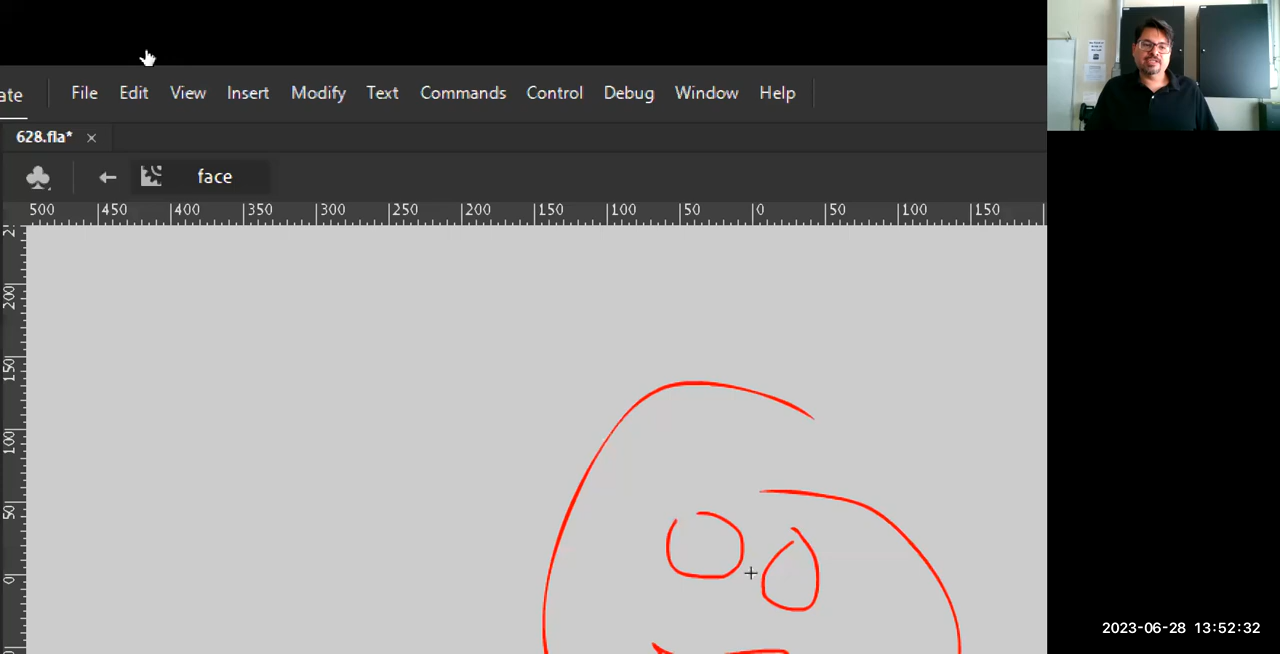 ate File Edit View Insert Modify Text Commands Control Debug Window Help
628.fla* ×
face
500 450 400 350 300 250 200 150 100 50 0 50 100 150
200
150
100
50
0
2023-06-28 13:52:32